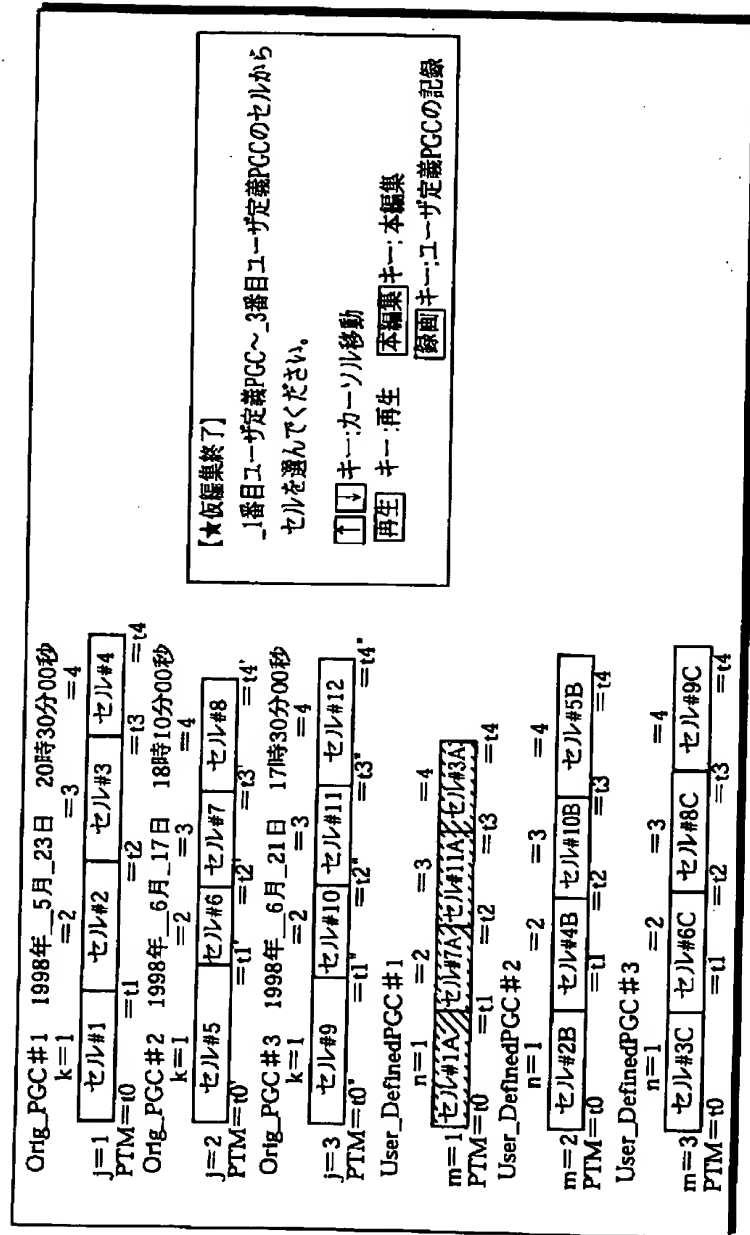 Orig_PGC#1 1998年__5月_23日 20時30分00秒
k=1 =2 =3 =4
j=1 セル#1 セル#2 セル#3 セル#4
PTM=t0 =t1 =t2 =t3 =t4
Orig_PGC#2 1998年__6月_17日 18時10分00秒
k=1 =2 =3 =4
j=2 セル#5 セル#6 セル#7 セル#8
PTM=t0' =t1' =t2' =t3' =t4'
Orig_PGC#3 1998年__6月_21日 17時30分00秒
k=1 =2 =3 =4
j=3 セル#9 セル#10 セル#11 セル#12
PTM=t0" =t1" =t2" =t3" =t4"
User_DefinedPGC#1
n=1 =2 =3 =4
m=1 セル#1A セル#7A セル#11A セル#3A
PTM=t0 =t1 =t2 =t3 =t4
User_DefinedPGC#2
n=1 =2 =3 =4
m=2 セル#2B セル#4B セル#10B セル#5B
PTM=t0 =t1 =t2 =t3 =t4
User_DefinedPGC#3
n=1 =2 =3 =4
m=3 セル#3C セル#6C セル#8C セル#9C
PTM=t0 =t1 =t2 =t3 =t4
【★仮編集終了】
_1番目ユーザ定義PGC~_3番目ユーザ定義PGCのセルから
セルを選んでください。
↑ ↓ キー:カーソル移動
再生 キー:再生 本編集 キー:本編集
録画 キー:ユーザ定義PGCの記録